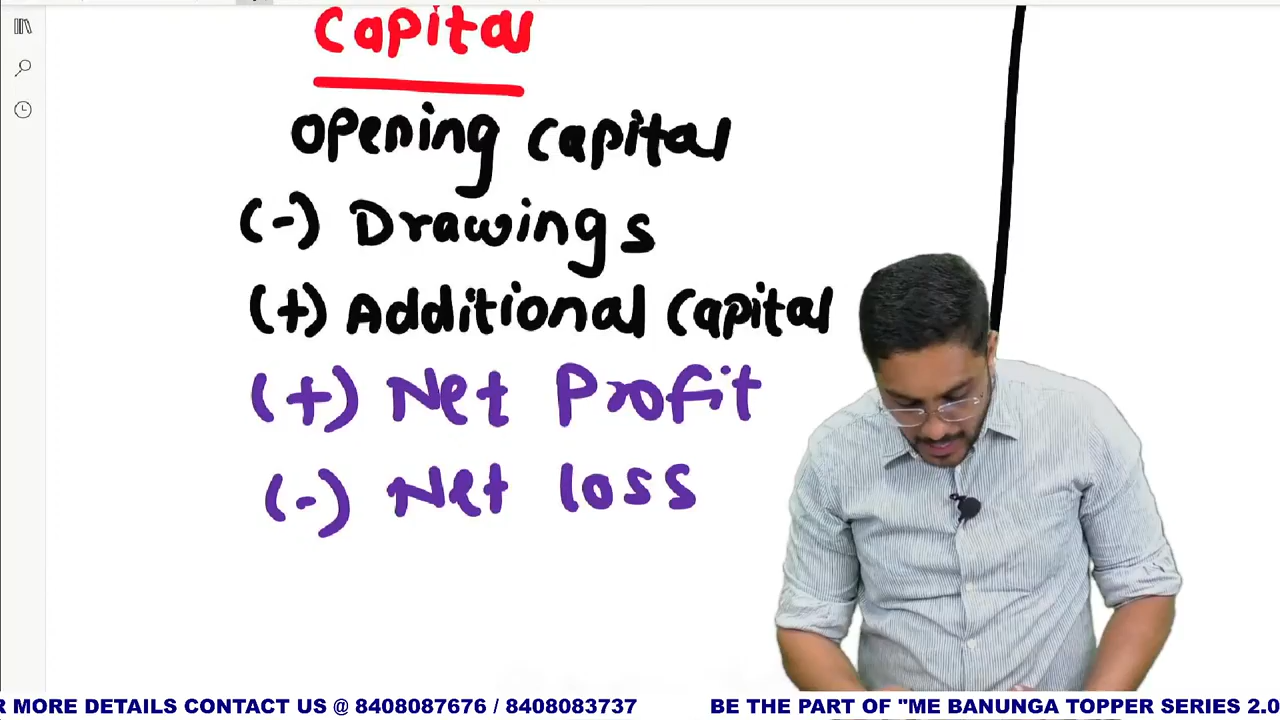 Capital
Opening Capital
(-) Drawings
(+) Additional Capital
(+) Net Profit
(-) Net loss
R MORE DETAILS CONTACT US @ 8408087676 / 8408083737 BE THE PART OF "ME BANUNGA TOPPER SERIES 2.0